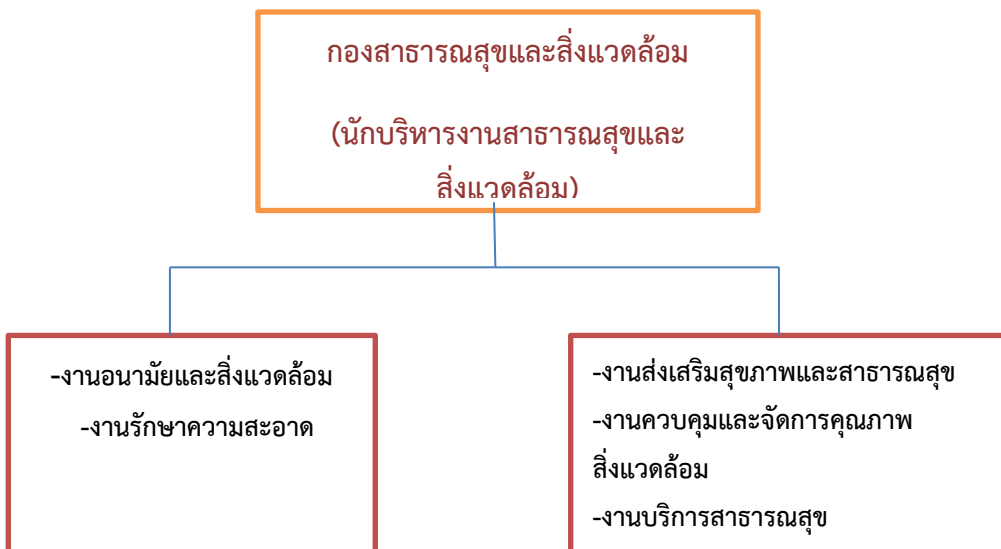 กองสาธารณสุขและสิ่งแวดล้อม
(นักบริหารงานสาธารณสุขและ
สิ่งแวดล้อม)
-งานอนามัยและสิ่งแวดล้อม
-งานรักษาความสะอาด
-งานส่งเสริมสุขภาพและสาธารณสุข
-งานควบคุมและจัดการคุณภาพ
สิ่งแวดล้อม
-งานบริการสาธารณสุข